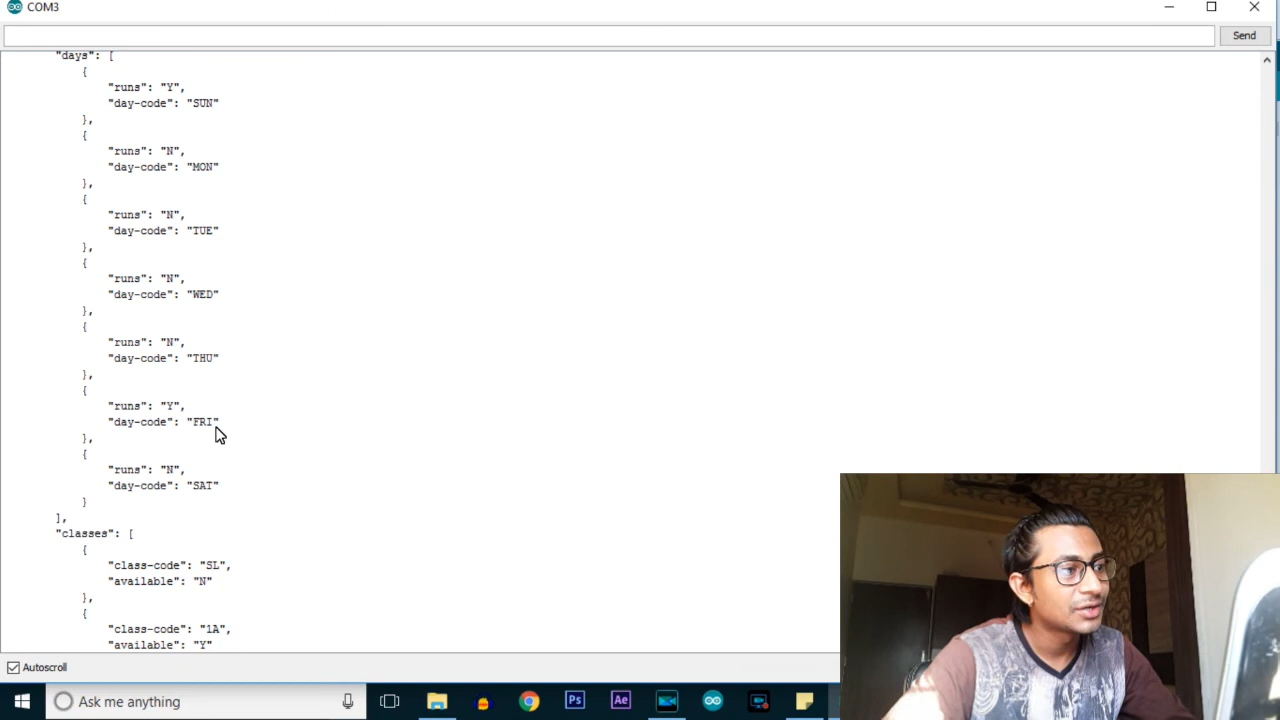 COM3
Send
"days": [
{
"runs": "Y",
"day-code": "SUN"
},
{
"runs": "N",
"day-code": "MON"
},
{
"runs": "N",
"day-code": "TUE"
},
{
"runs": "N",
"day-code": "WED"
},
{
"runs": "N",
"day-code": "THU"
},
{
"runs": "Y",
"day-code": "FRI"
},
{
"runs": "N",
"day-code": "SAT"
}
],
"classes": [
{
"class-code": "SL",
"available": "N"
},
{
"class-code": "1A",
"available": "Y"
Autoscroll
Ask me anything
Ps
Ae